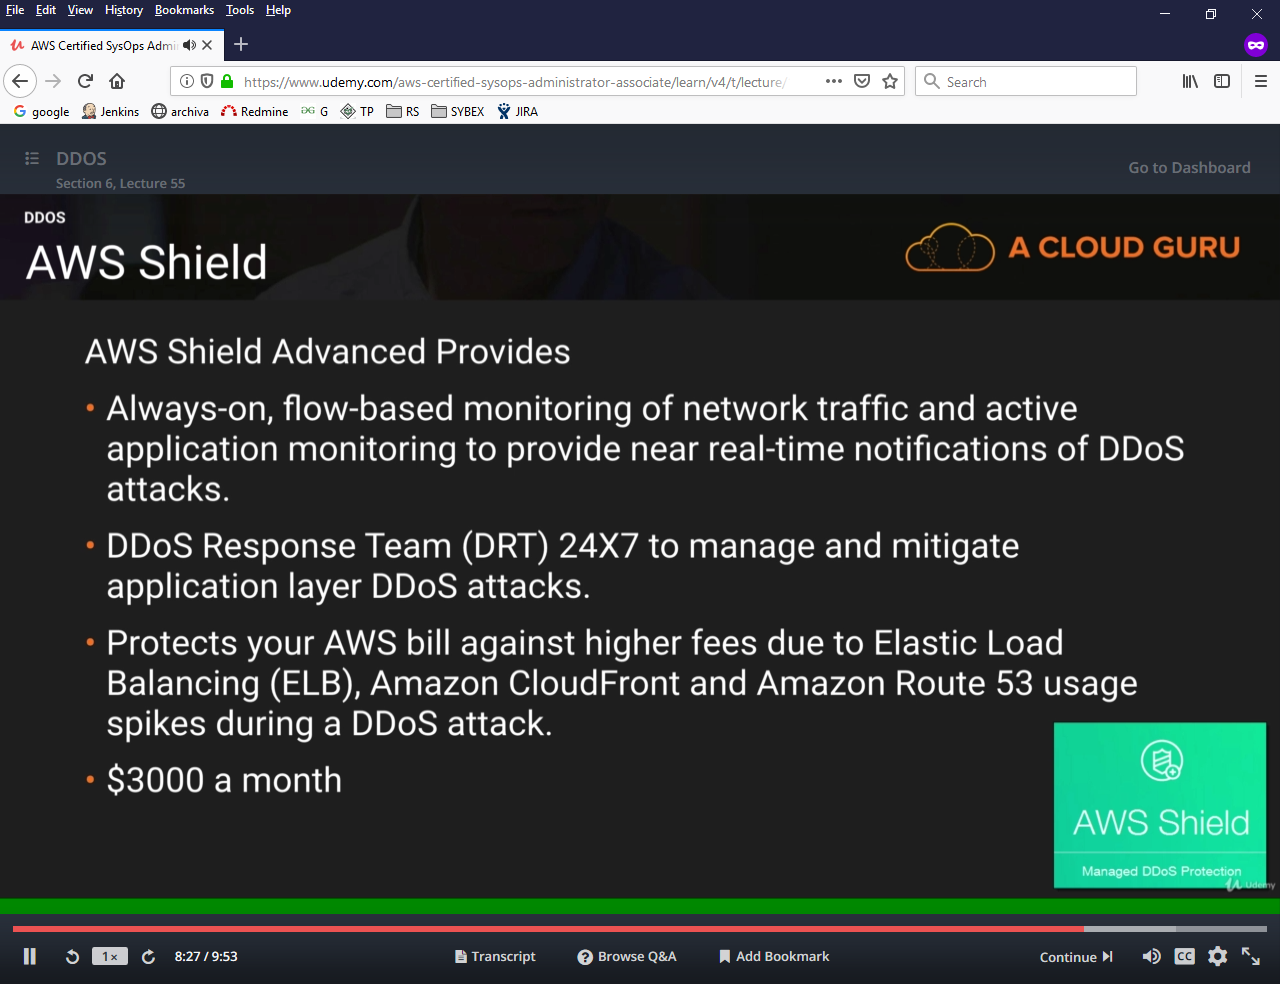 File Edit View History Bookmarks Tools Help
AWS Certified SysOps Admi
https://www.udemy.com/aws-certified-sysops-administrator-associate/learn/v4/t/lecture/
Search
google Jenkins archiva Redmine G TP RS SYBEX JIRA
DDOS
Section 6, Lecture 55
Go to Dashboard
DDOS
AWS Shield
A CLOUD GURU
AWS Shield Advanced Provides
• Always-on, flow-based monitoring of network traffic and active
application monitoring to provide near real-time notifications of DDoS
attacks.
• DDoS Response Team (DRT) 24X7 to manage and mitigate
application layer DDoS attacks.
• Protects your AWS bill against higher fees due to Elastic Load
Balancing (ELB), Amazon CloudFront and Amazon Route 53 usage
spikes during a DDoS attack.
• $3000 a month
AWS Shield
Managed DDoS Protection
Udemy
1x
8:27 / 9:53
Transcript
Browse Q&A
Add Bookmark
Continue
CC